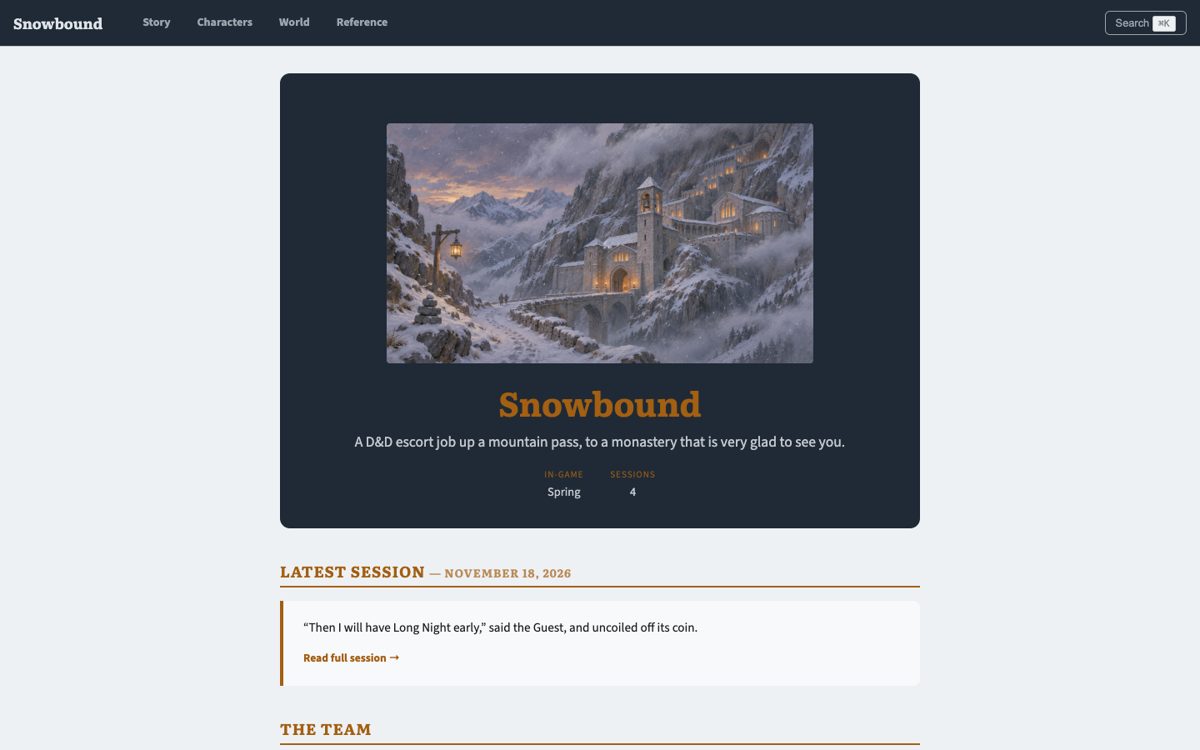 Snowbound
Story
Characters
World
Reference
Search ⌘K
Snowbound
A D&D escort job up a mountain pass, to a monastery that is very glad to see you.
IN-GAME
Spring
SESSIONS
4
LATEST SESSION — NOVEMBER 18, 2026
“Then I will have Long Night early,” said the Guest, and uncoiled off its coin.
Read full session →
THE TEAM